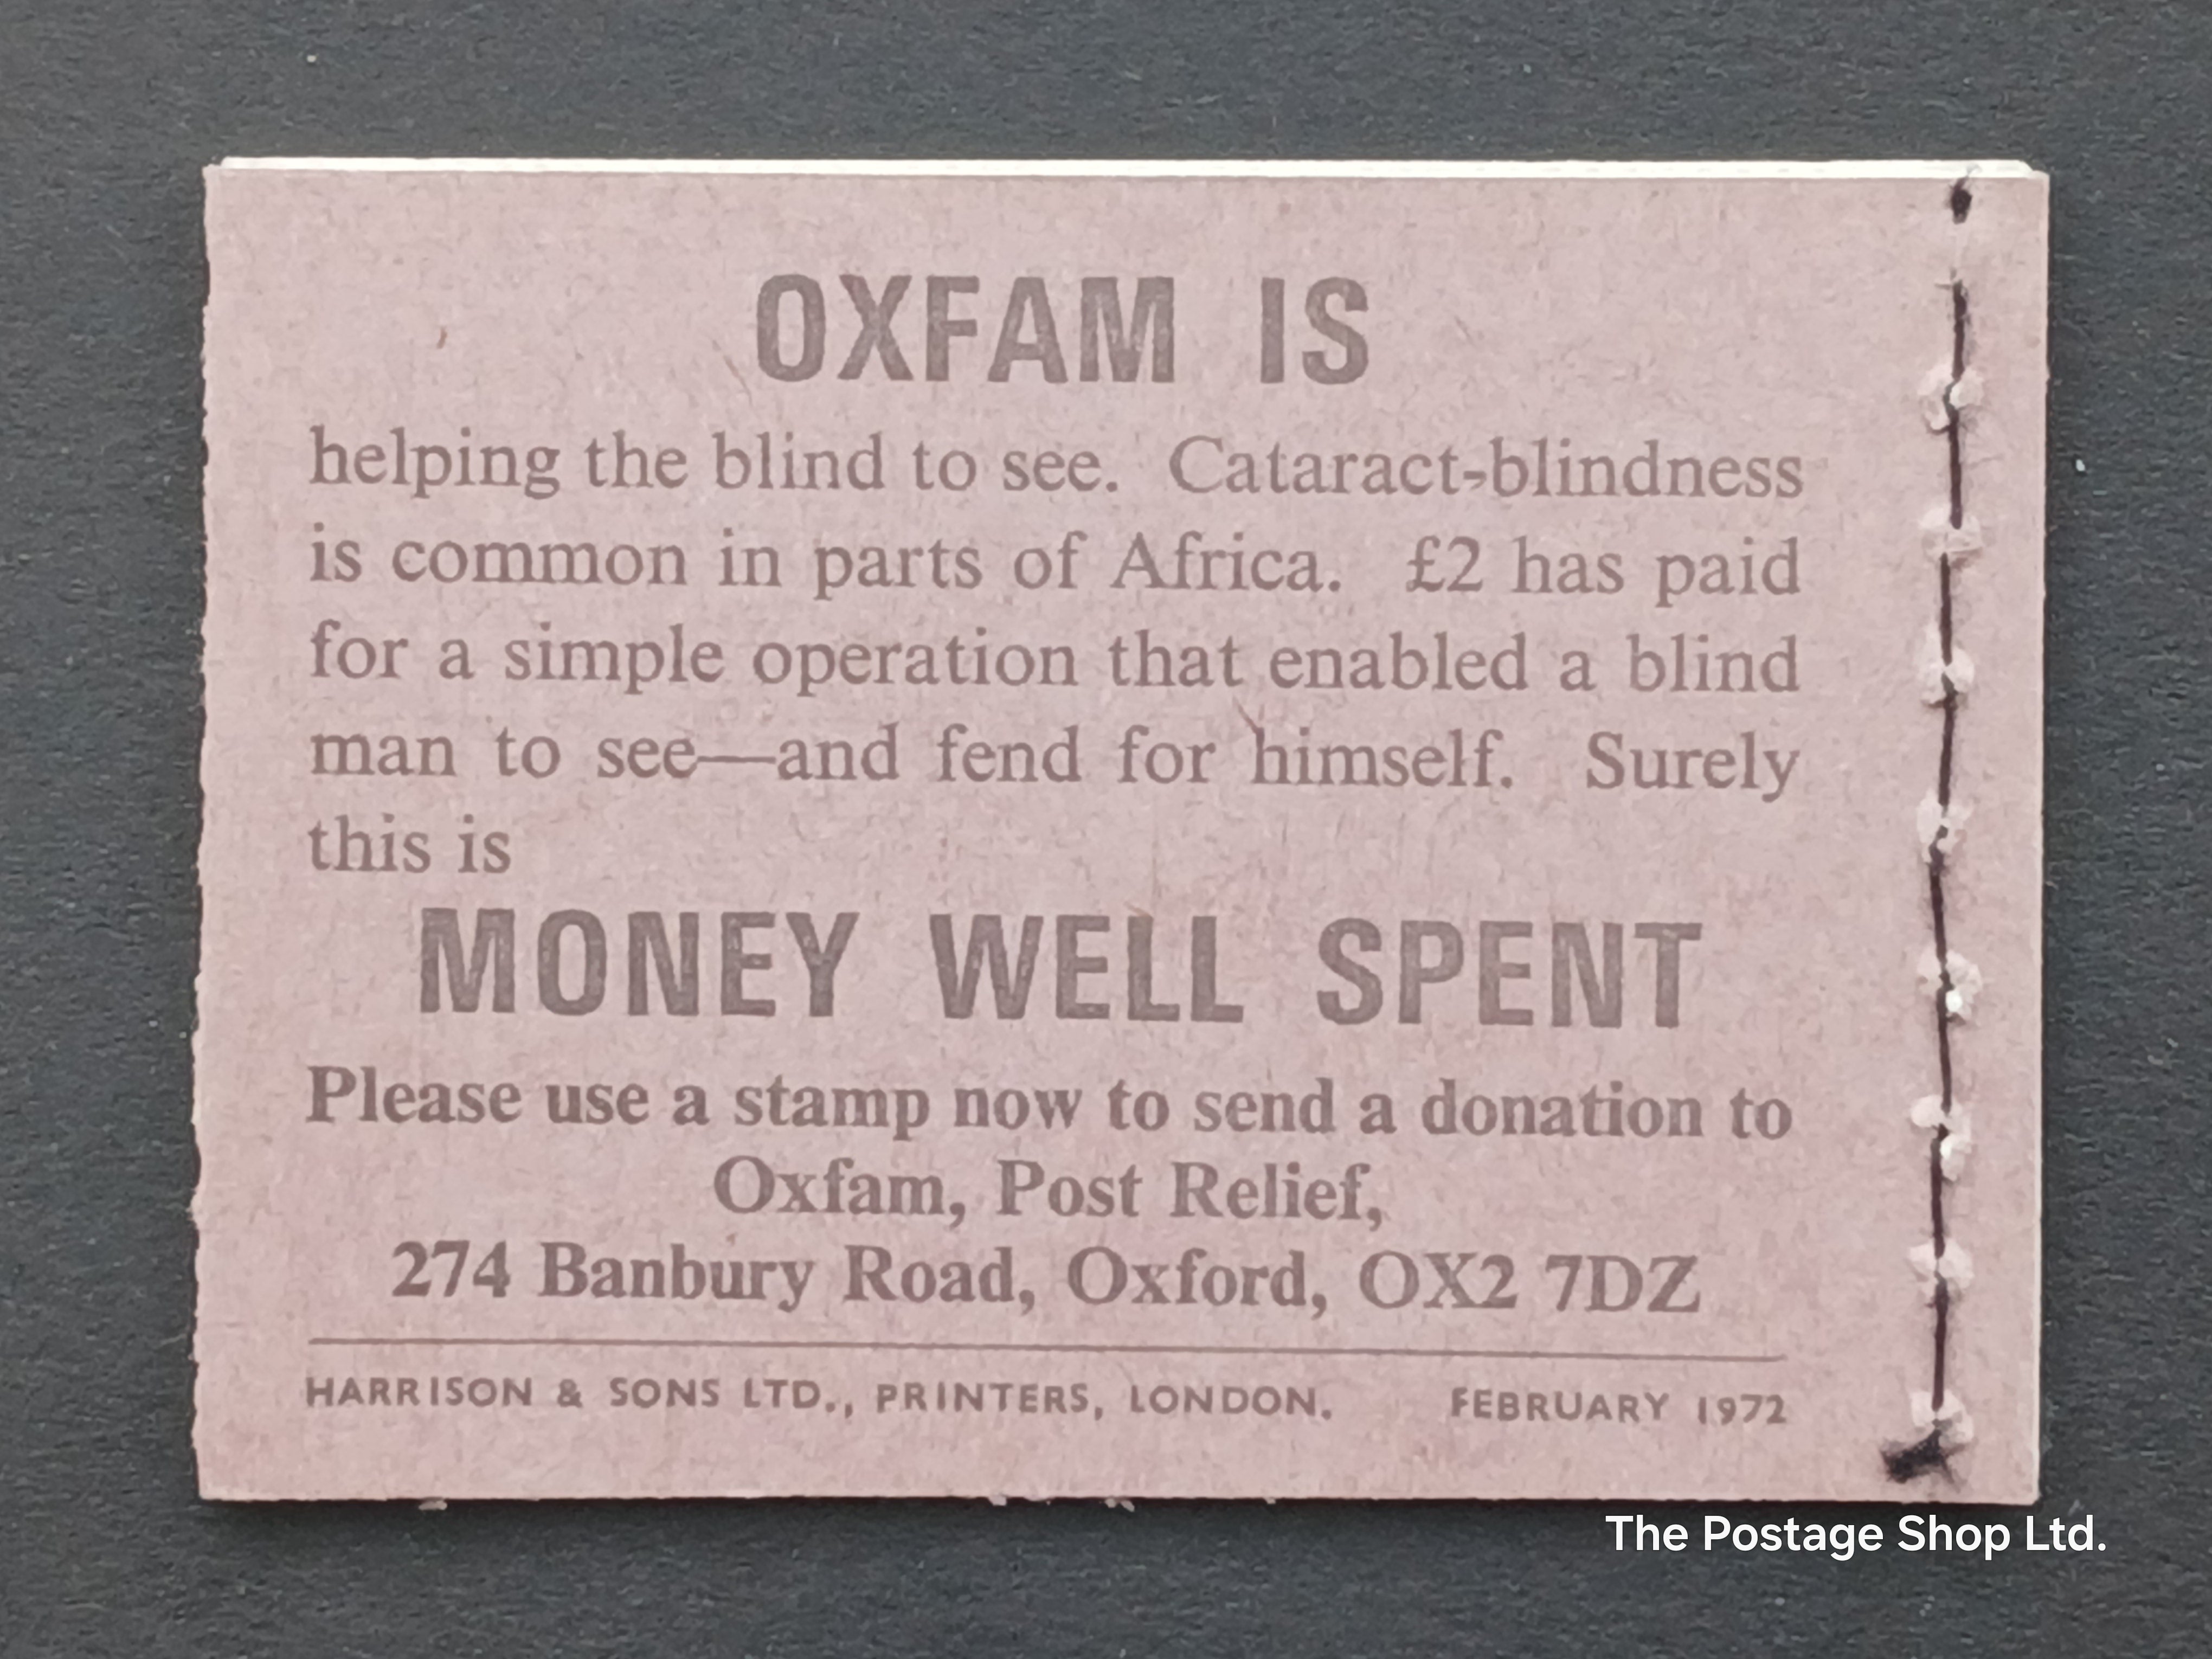 OXFAM IS
helping the blind to see. Cataract-blindness
is common in parts of Africa. £2 has paid
for a simple operation that enabled a blind
man to see—and fend for himself. Surely
this is
MONEY WELL SPENT
Please use a stamp now to send a donation to
Oxfam, Post Relief,
274 Banbury Road, Oxford, OX2 7DZ
HARRISON & SONS LTD., PRINTERS, LONDON. FEBRUARY 1972
The Postage Shop Ltd.